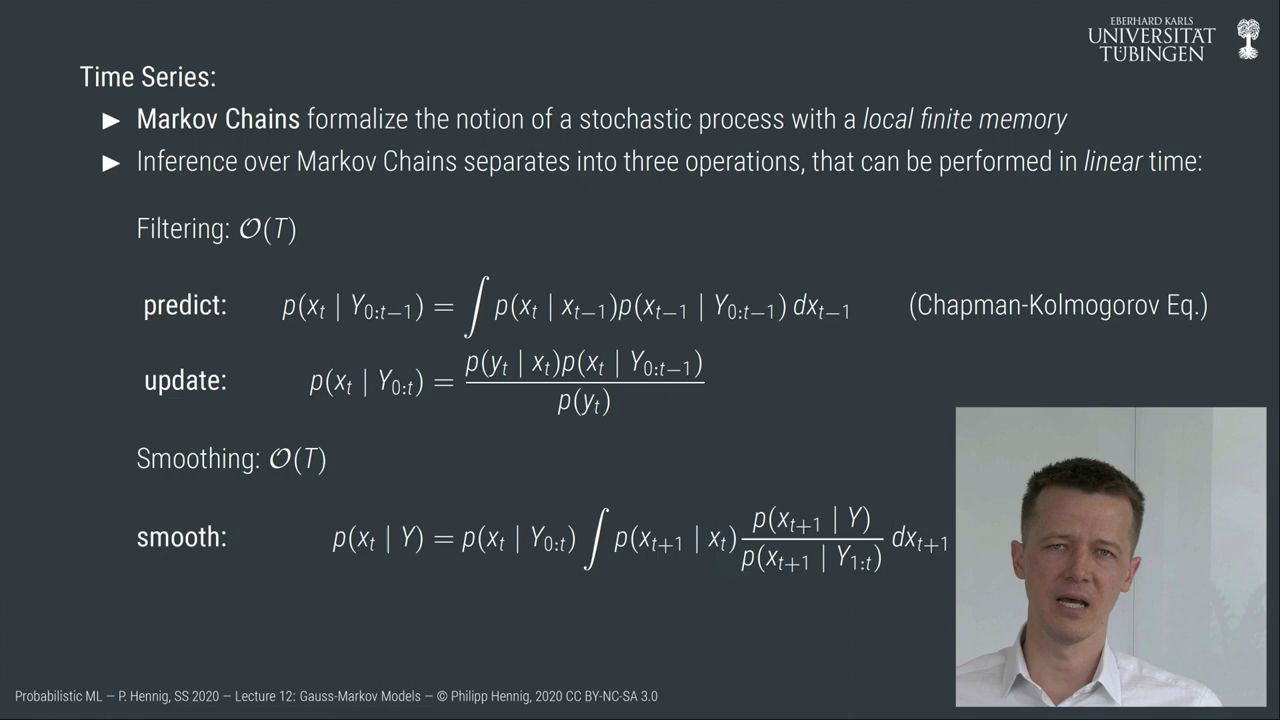 EBERHARD KARLS
UNIVERSITÄT
TÜBINGEN
Time Series:
▶ Markov Chains formalize the notion of a stochastic process with a local finite memory
▶ Inference over Markov Chains separates into three operations, that can be performed in linear time:
Filtering: 𝒪(T)
predict: p(x_t | Y_{0:t−1}) = ∫ p(x_t | x_{t−1})p(x_{t−1} | Y_{0:t−1}) dx_{t−1} (Chapman-Kolmogorov Eq.)
update: p(x_t | Y_{0:t}) = \frac{p(y_t | x_t)p(x_t | Y_{0:t−1})}{p(y_t)}
Smoothing: 𝒪(T)
smooth: p(x_t | Y) = p(x_t | Y_{0:t}) ∫ p(x_{t+1} | x_t) \frac{p(x_{t+1} | Y)}{p(x_{t+1} | Y_{1:t})} dx_{t+1}
Probabilistic ML — P. Hennig, SS 2020 — Lecture 12: Gauss-Markov Models — © Philipp Hennig, 2020 CC BY-NC-SA 3.0